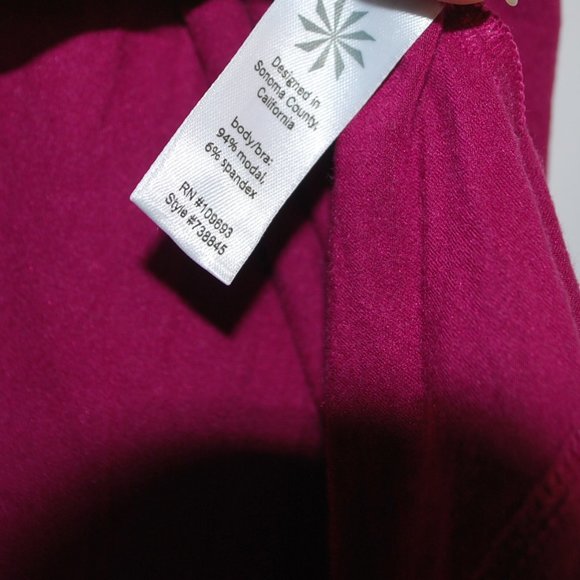 Designed in
Sonoma County,
California
body/bra:
94% modal,
6% spandex
RN #109693
Style #738845